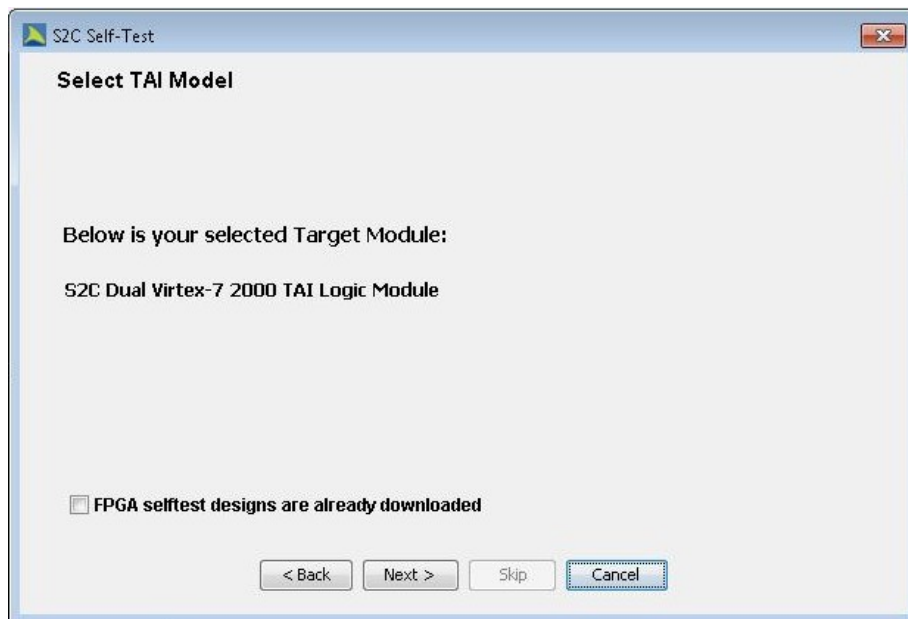 S2C Self-Test
Select TAI Model
Below is your selected Target Module:
S2C Dual Virtex-7 2000 TAI Logic Module
FPGA selftest designs are already downloaded
< Back Next > Skip Cancel